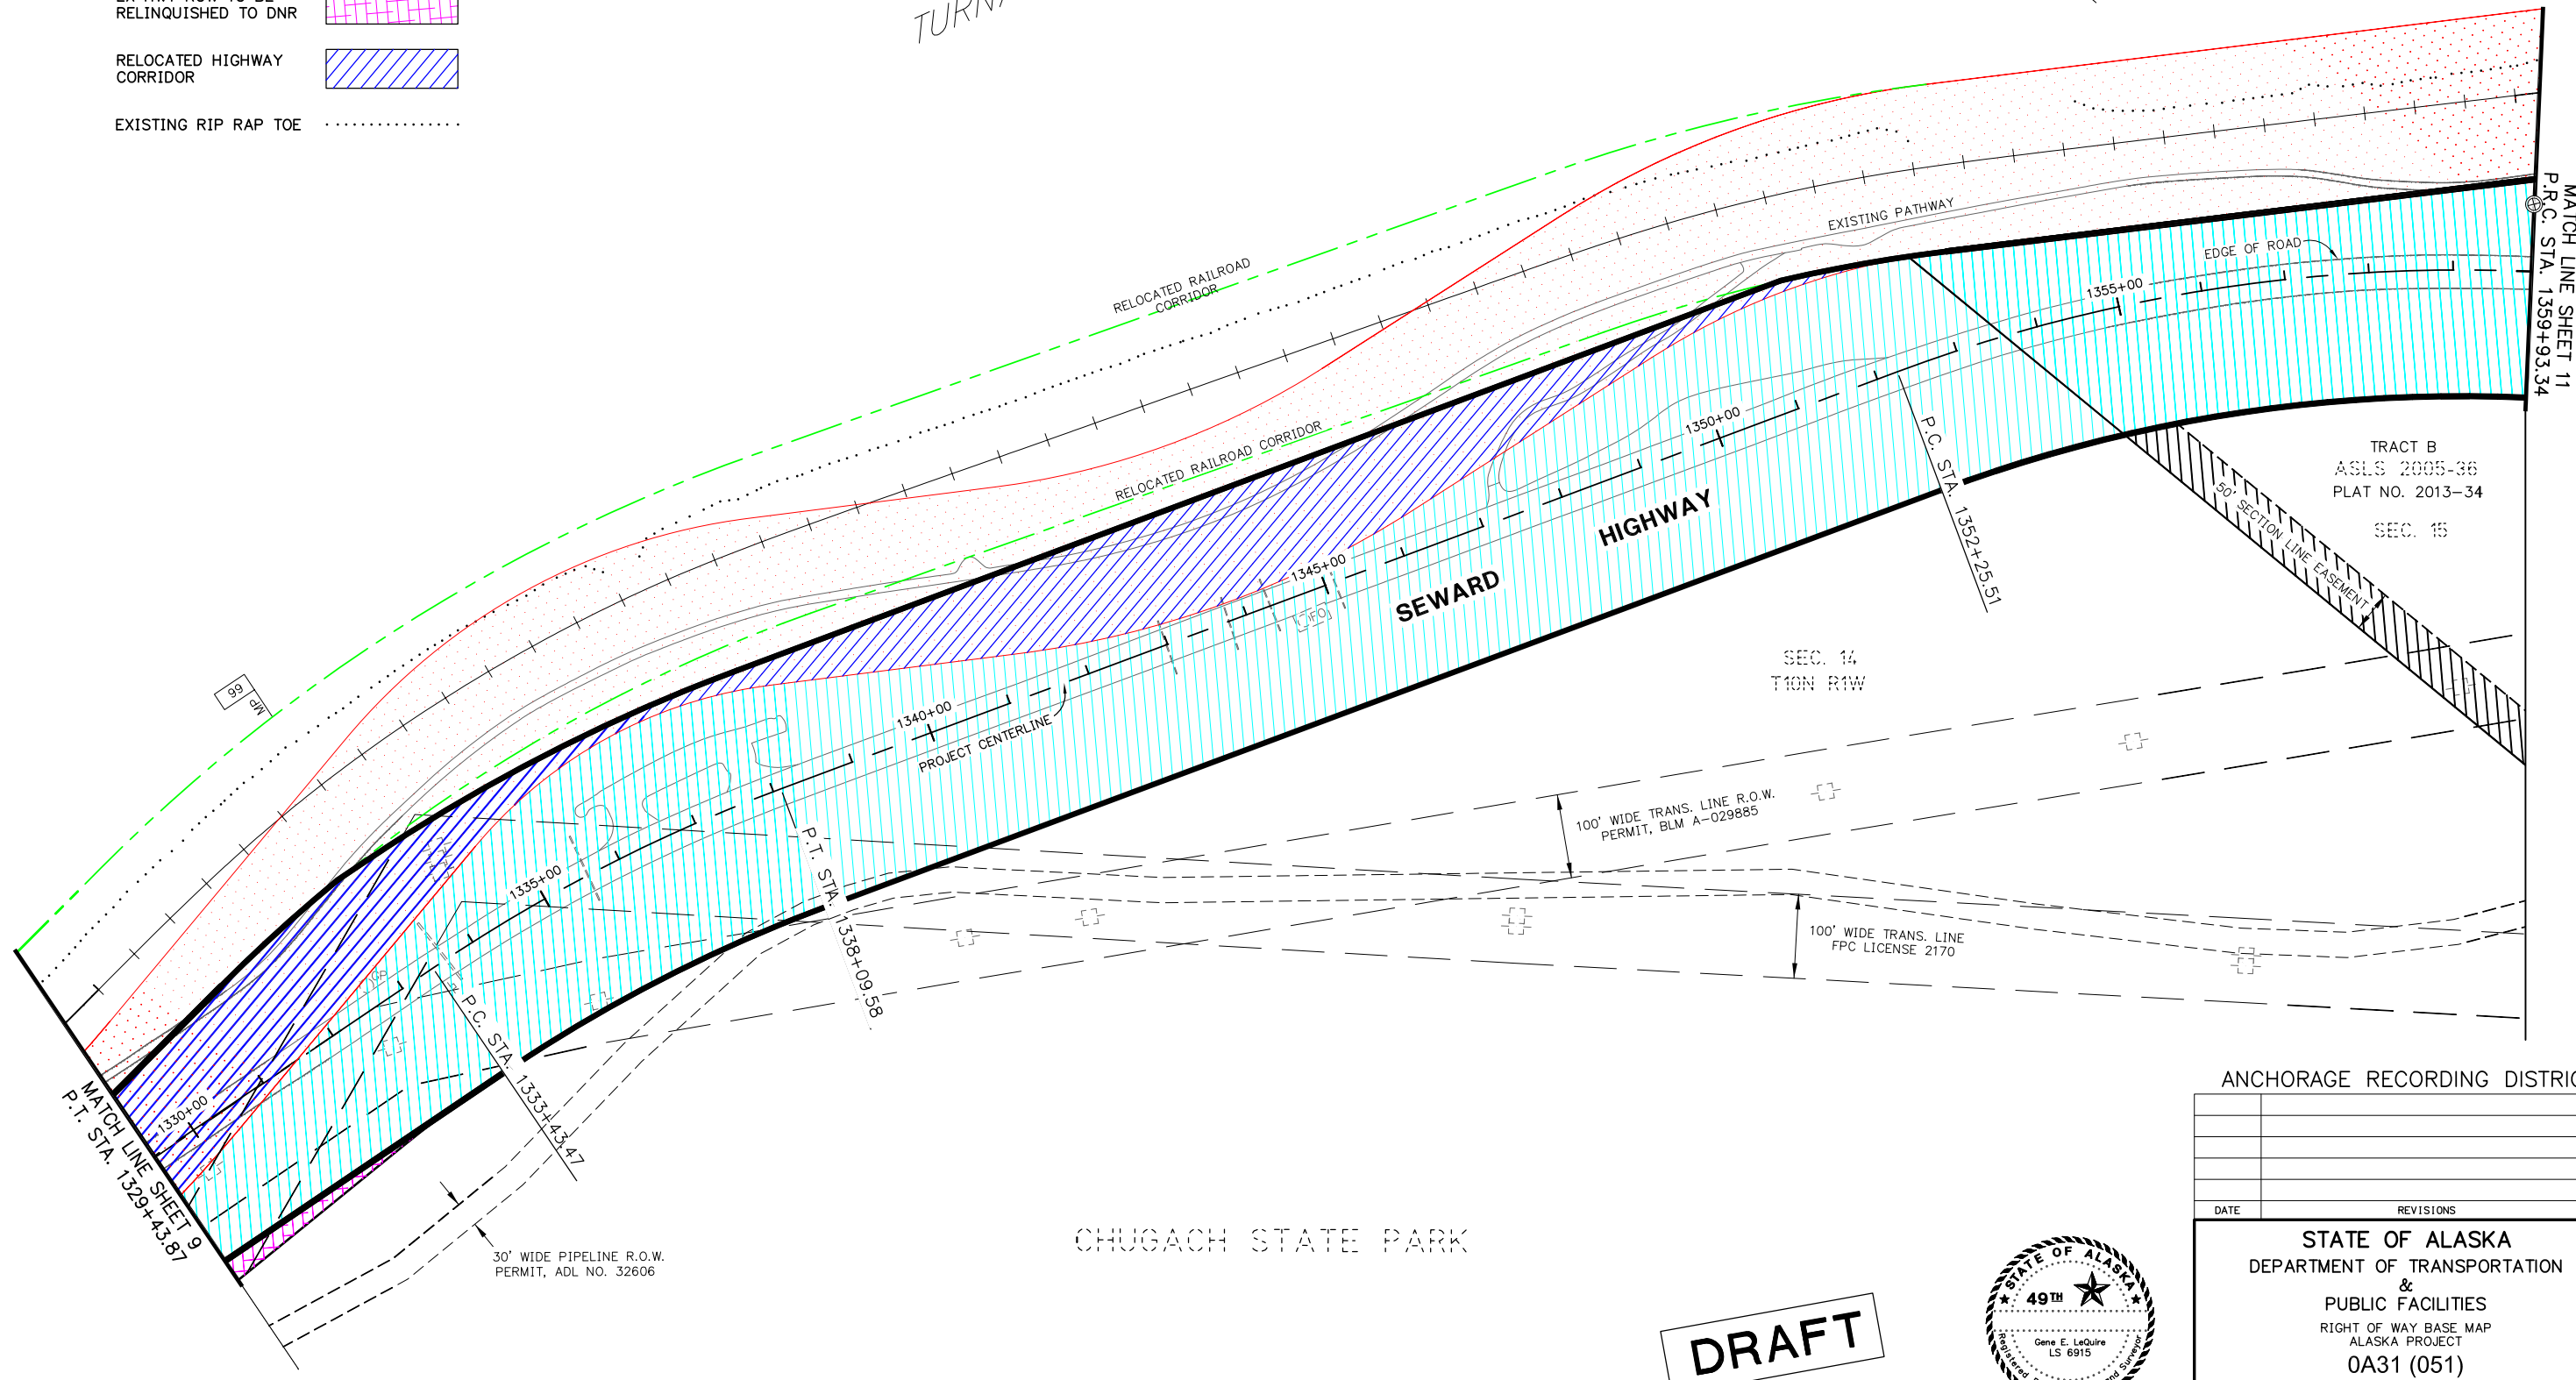 RELINQUISHED TO DNR
RELOCATED HIGHWAY
CORRIDOR
EXISTING RIP RAP TOE
RELOCATED RAILROAD
CORRIDOR
RELOCATED RAILROAD CORRIDOR
EXISTING PATHWAY
EDGE OF ROAD
MATCH LINE SHEET 11
P.R.C. STA. 1359+93.34
1355+00
1350+00
1345+00
1340+00
1335+00
1330+00
P.C. STA. 1352+25.51
HIGHWAY
SEWARD
FO
PROJECT CENTERLINE
TRACT B
ASLS 2005-36
PLAT NO. 2013-34
SEC. 15
50' SECTION LINE EASEMENT
SEC. 14
T10N R1W
MP
66
P.T. STA. 1338+09.58
100' WIDE TRANS. LINE R.O.W.
PERMIT, BLM A-029885
100' WIDE TRANS. LINE
FPC LICENSE 2170
P.C. STA. 1333+43.47
MATCH LINE SHEET 9
P.T. STA. 1329+43.87
30' WIDE PIPELINE R.O.W.
PERMIT, ADL NO. 32606
CHUGACH STATE PARK
DRAFT
STATE OF ALASKA
49TH
Gene E. LeQuire
LS 6915
ANCHORAGE RECORDING
DATE
REVISIONS
STATE OF ALASKA
DEPARTMENT OF TRANSPORTATION
&
PUBLIC FACILITIES
RIGHT OF WAY BASE MAP
ALASKA PROJECT
0A31 (051)